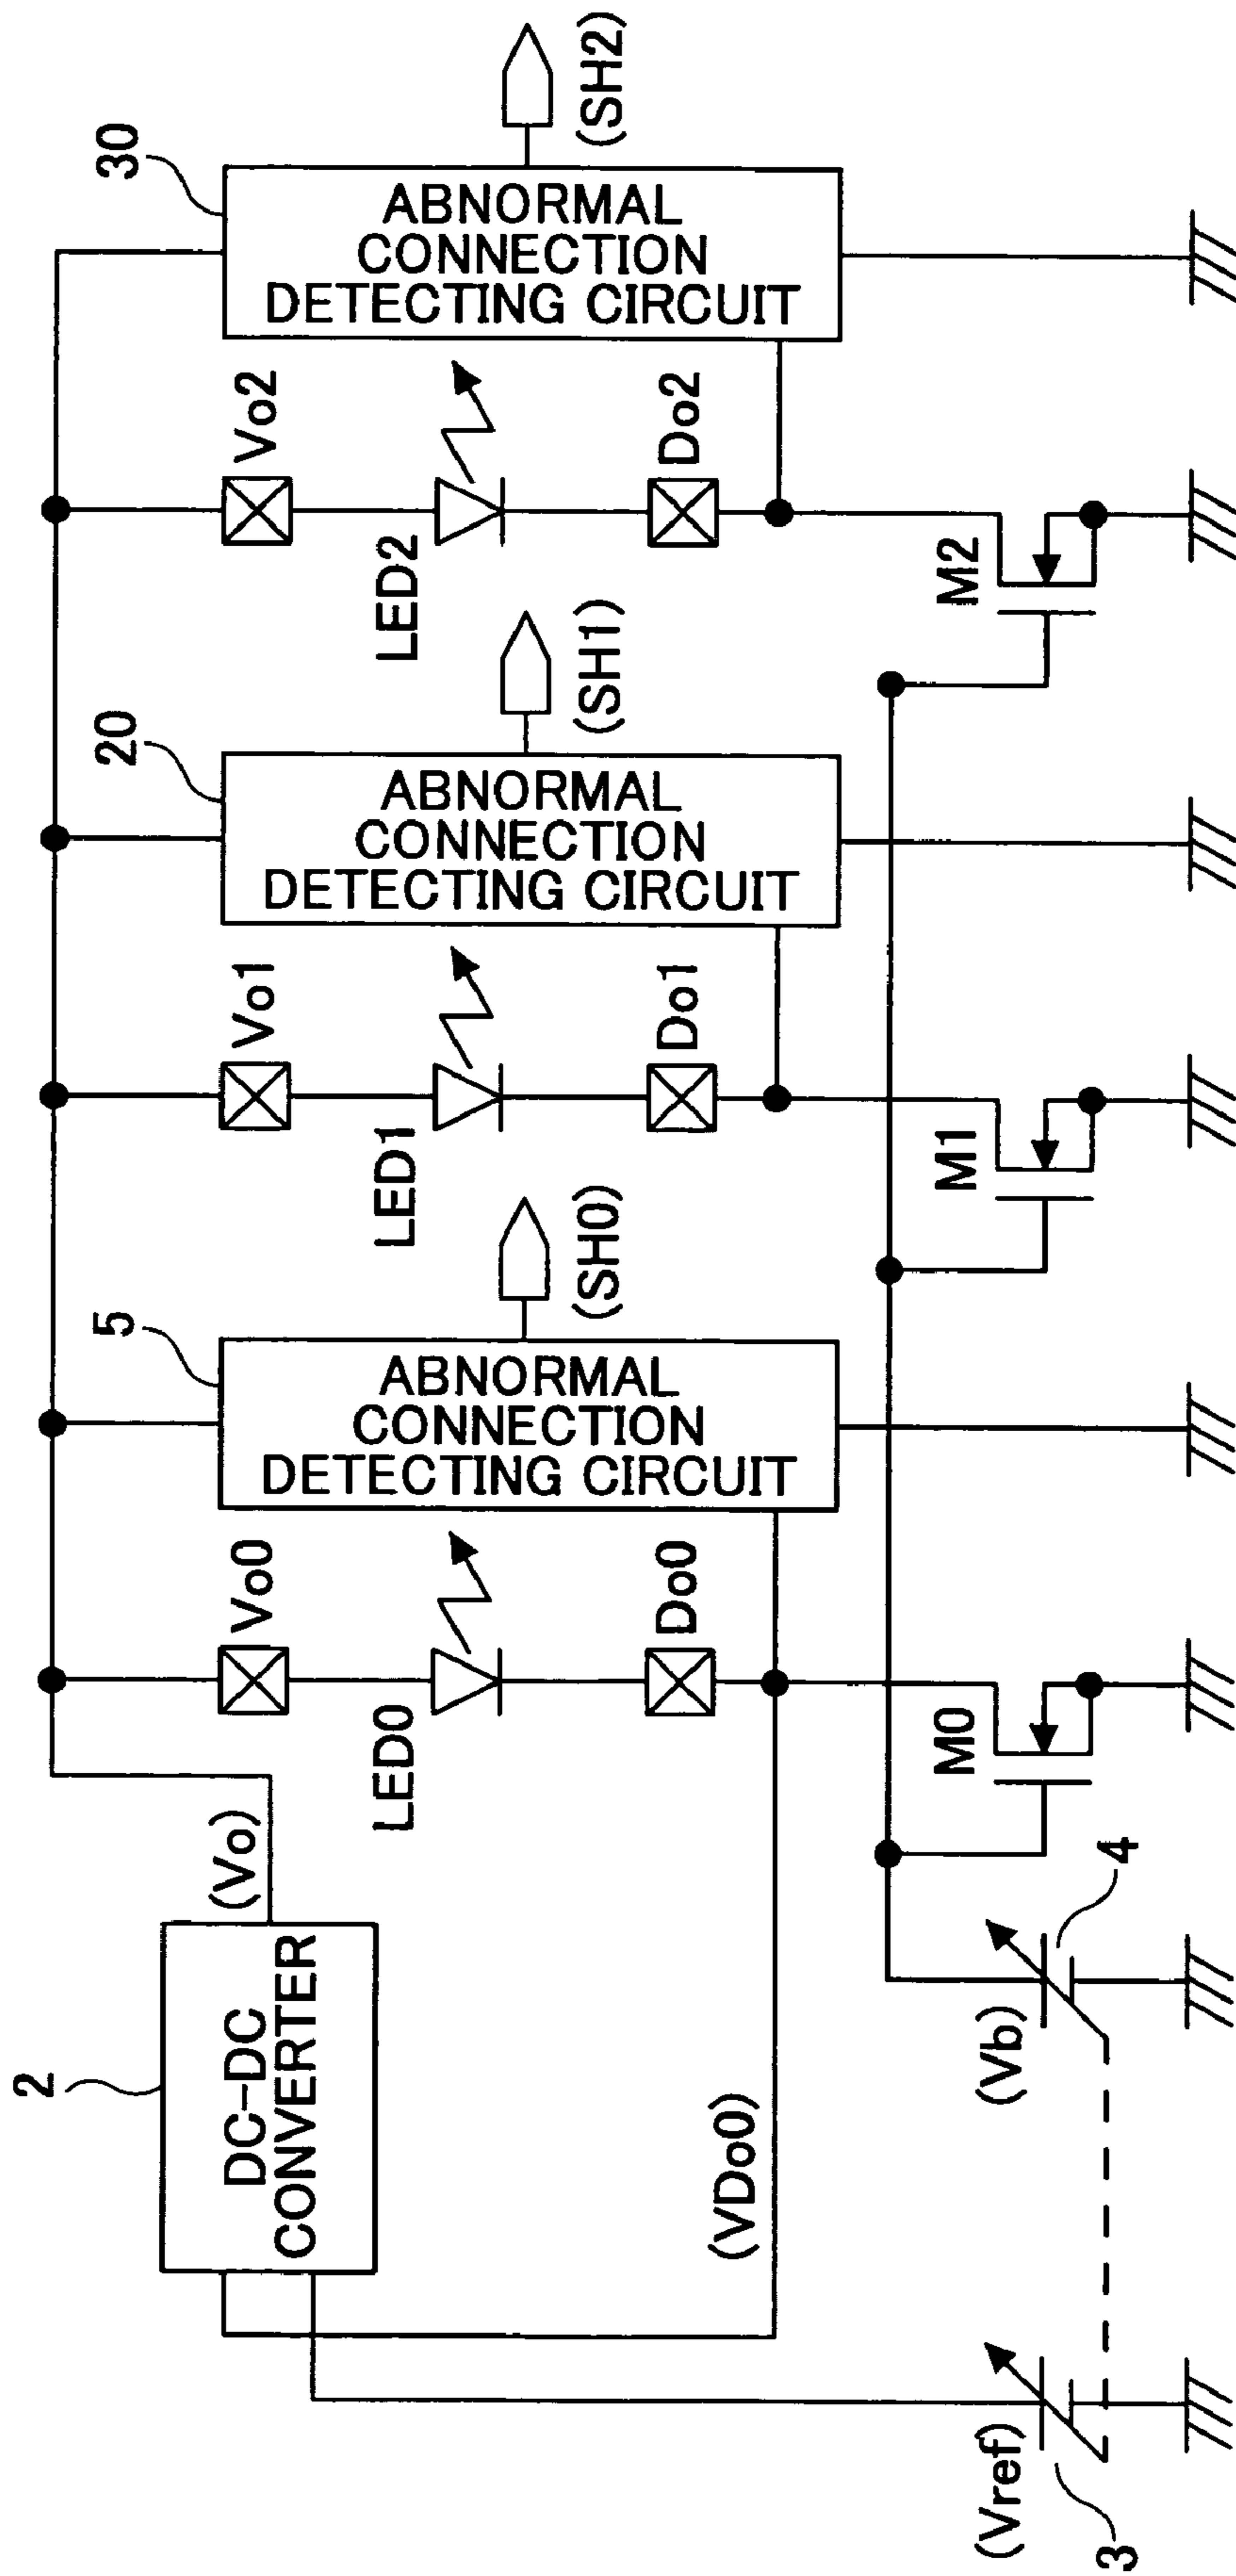 2
DC-DC
CONVERTER
(Vo)
(VDo0)
(Vref)
3
(Vb)
4
Vo0
LED0
Do0
M0
5
ABNORMAL
CONNECTION
DETECTING CIRCUIT
(SH0)
Vo1
LED1
Do1
M1
20
ABNORMAL
CONNECTION
DETECTING CIRCUIT
(SH1)
Vo2
LED2
Do2
M2
30
ABNORMAL
CONNECTION
DETECTING CIRCUIT
(SH2)